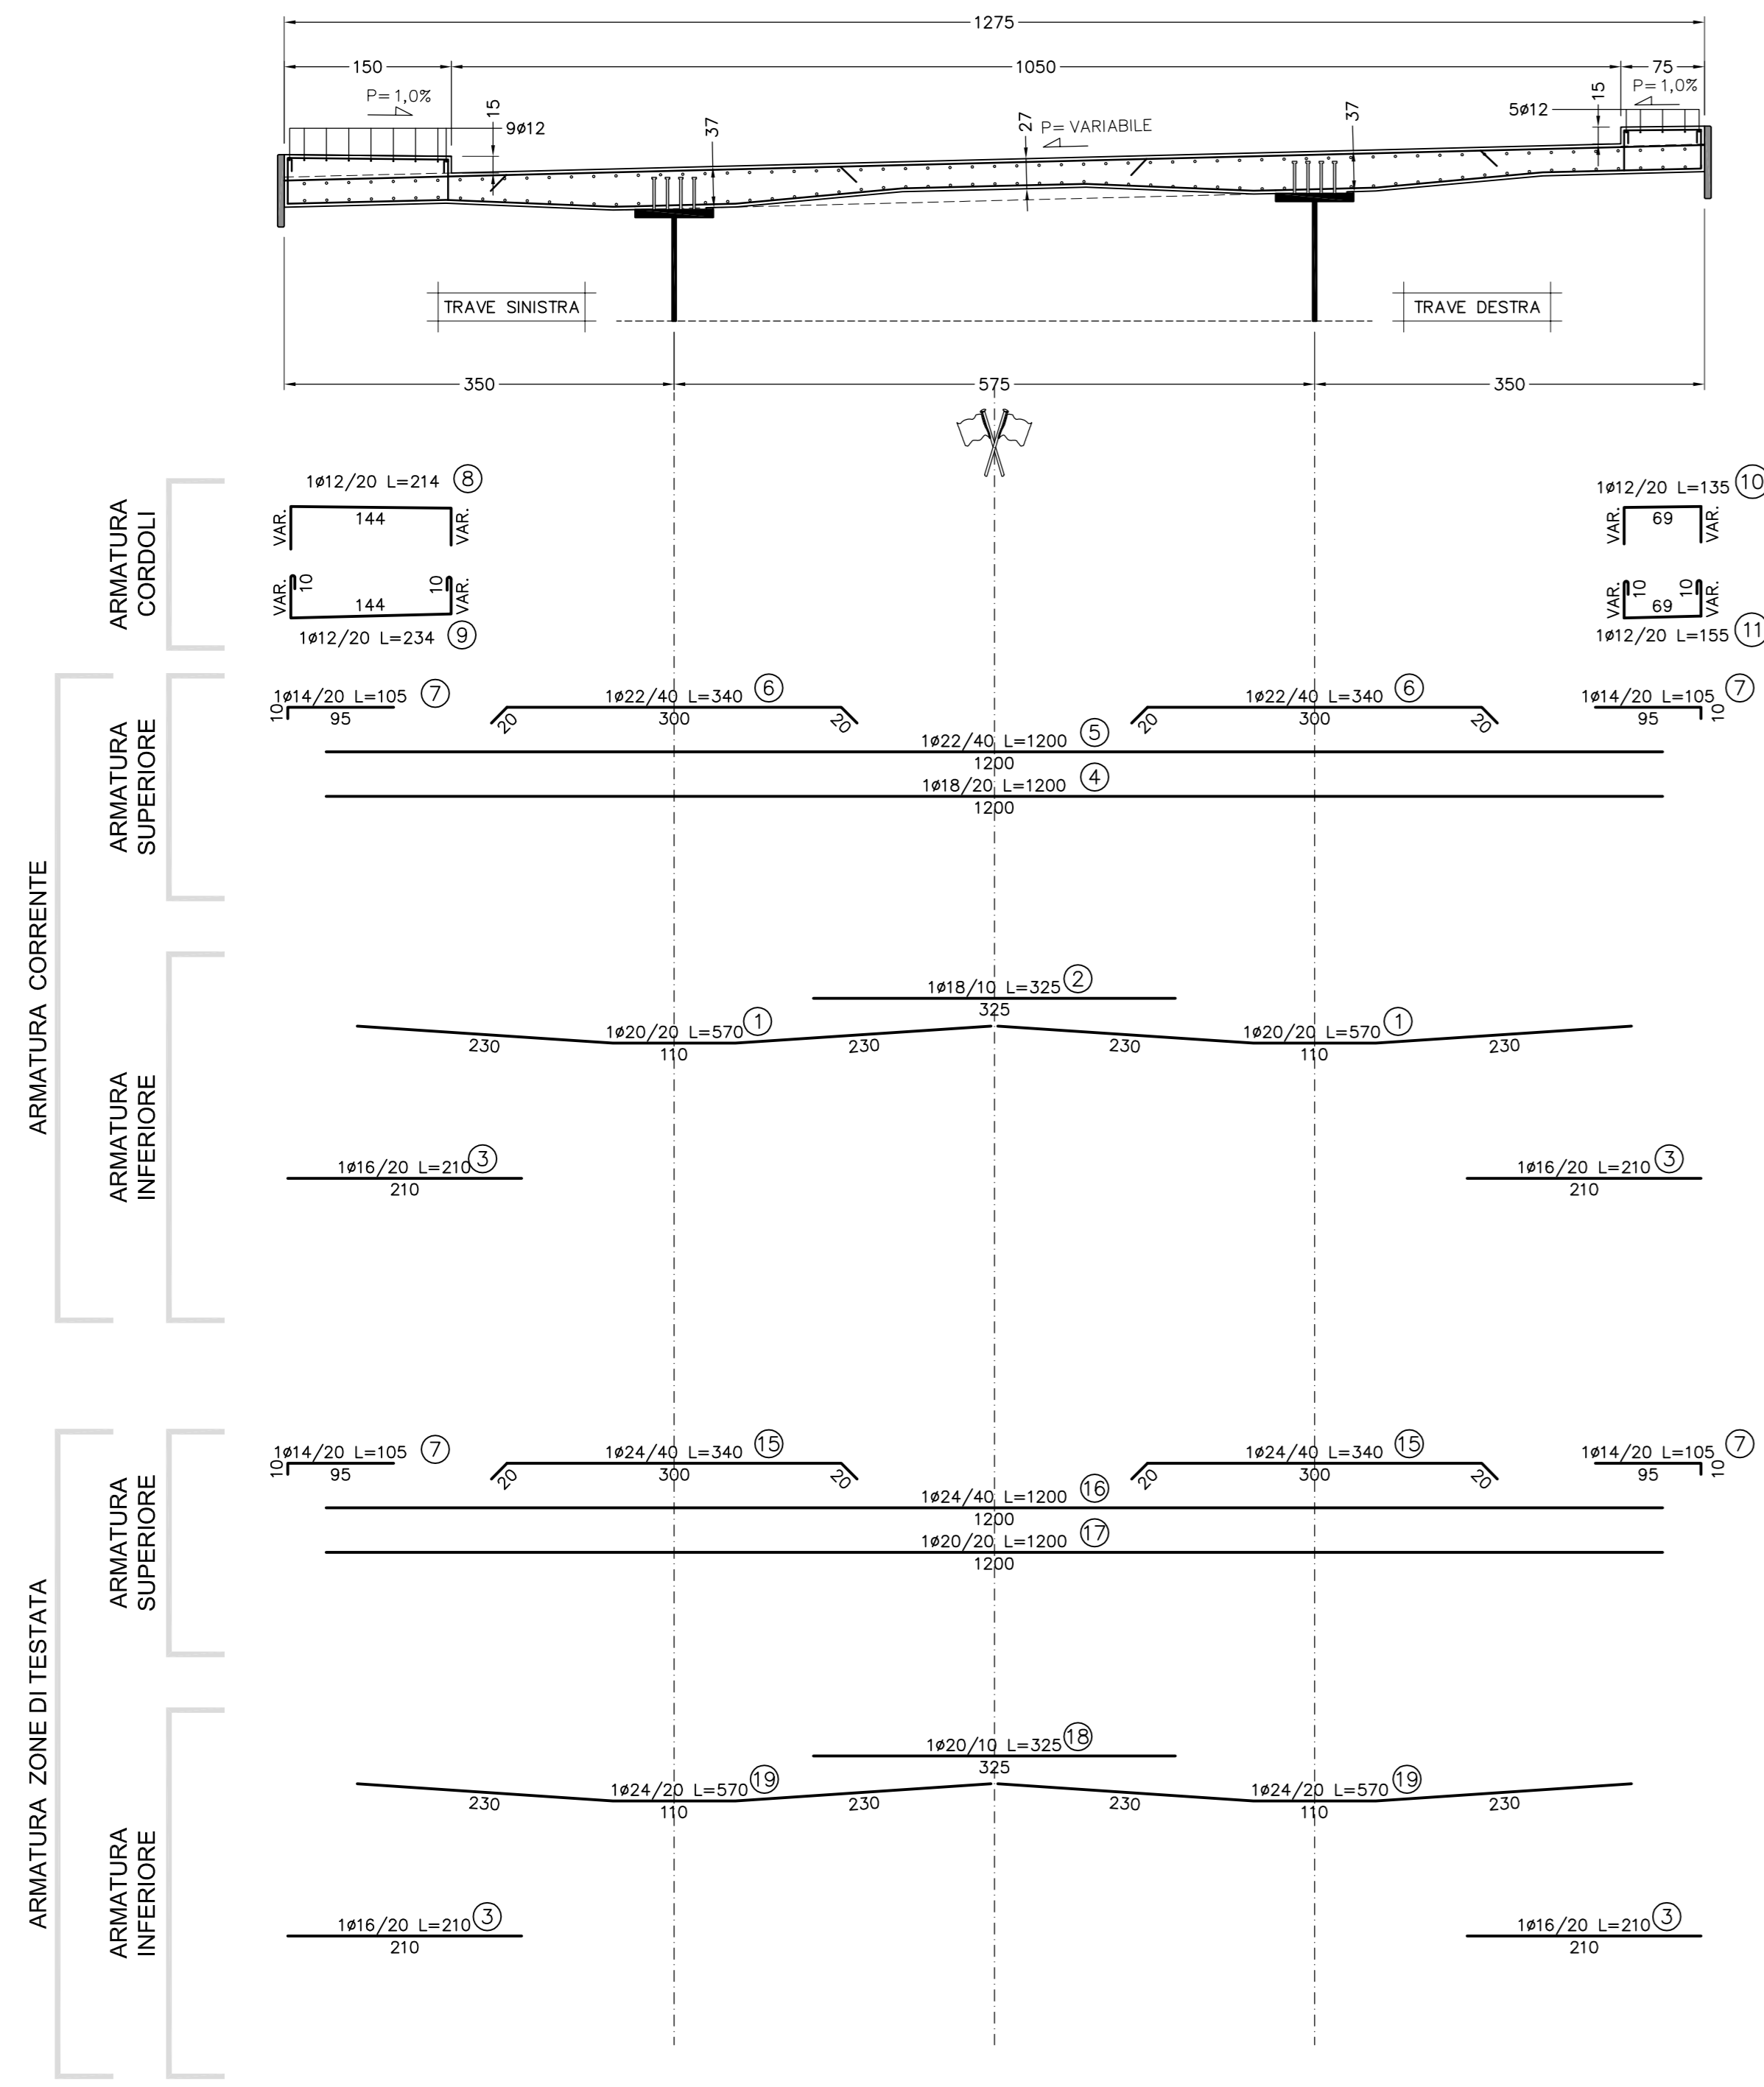 1275
150 1050 75
P= 1,0% 15 9ø12 37 27 P= VARIABILE 37 5ø12 15 P= 1,0%
TRAVE SINISTRA TRAVE DESTRA
350 575 350
ARMATURA CORDOLI
1ø12/20 L=214 8
VAR. 144 VAR.
1ø12/20 L=135 10
VAR. 69 VAR.
VAR. 10 144 10 VAR.
1ø12/20 L=234 9
VAR. 10 69 10 VAR.
1ø12/20 L=155 11
ARMATURA CORRENTE
ARMATURA SUPERIORE
1ø14/20 L=105 7
10 95
1ø22/40 L=340 6
20 300 20
1ø22/40 L=340 6
20 300 20
1ø14/20 L=105 7
95 10
1ø22/40 L=1200 5
1200
1ø18/20 L=1200 4
1200
ARMATURA INFERIORE
1ø18/10 L=325 2
325
1ø20/20 L=570 1
230 110 230
1ø20/20 L=570 1
230 110 230
1ø16/20 L=210 3
210
1ø16/20 L=210 3
210
ARMATURA ZONE DI TESTATA
ARMATURA SUPERIORE
1ø14/20 L=105 7
10 95
1ø24/40 L=340 15
20 300 20
1ø24/40 L=340 15
20 300 20
1ø14/20 L=105 7
95 10
1ø24/40 L=1200 16
1200
1ø20/20 L=1200 17
1200
ARMATURA INFERIORE
1ø20/10 L=325 18
325
1ø24/20 L=570 19
230 110 230
1ø24/20 L=570 19
230 110 230
1ø16/20 L=210 3
210
1ø16/20 L=210 3
210